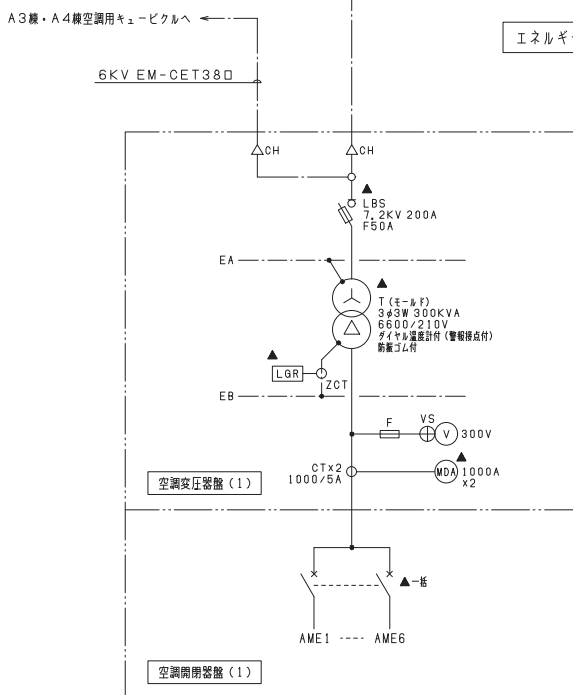 A3棟・A4棟空調用キュービクルへ
エネルギ
6KV EM-CET38□
CH
CH
LBS
7.2KV 200A
F50A
EA
T(モールド)
3φ3W 300KVA
6600/210V
ダイヤル温度計付(警報接点付)
防振ゴム付
LGR
ZCT
EB
F
VS
V
300V
CTx2
1000/5A
MDA
1000A
x2
空調変圧器盤(1)
一括
AME1 ---- AME6
空調開閉器盤(1)